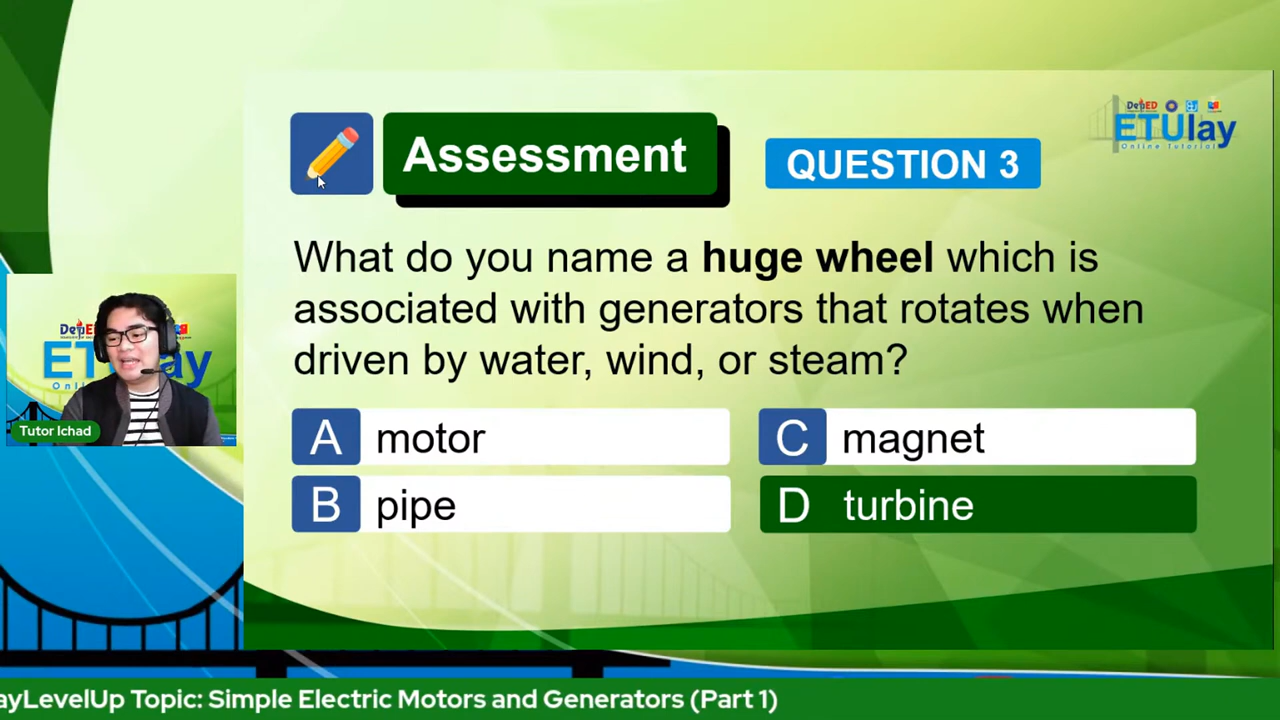 Assessment
QUESTION 3
DepED
ETUlay
Online Tutorial
What do you name a huge wheel which is
associated with generators that rotates when
driven by water, wind, or steam?
A motor
B pipe
C magnet
D turbine
Tutor Ichad
ayLevelUp Topic: Simple Electric Motors and Generators (Part 1)